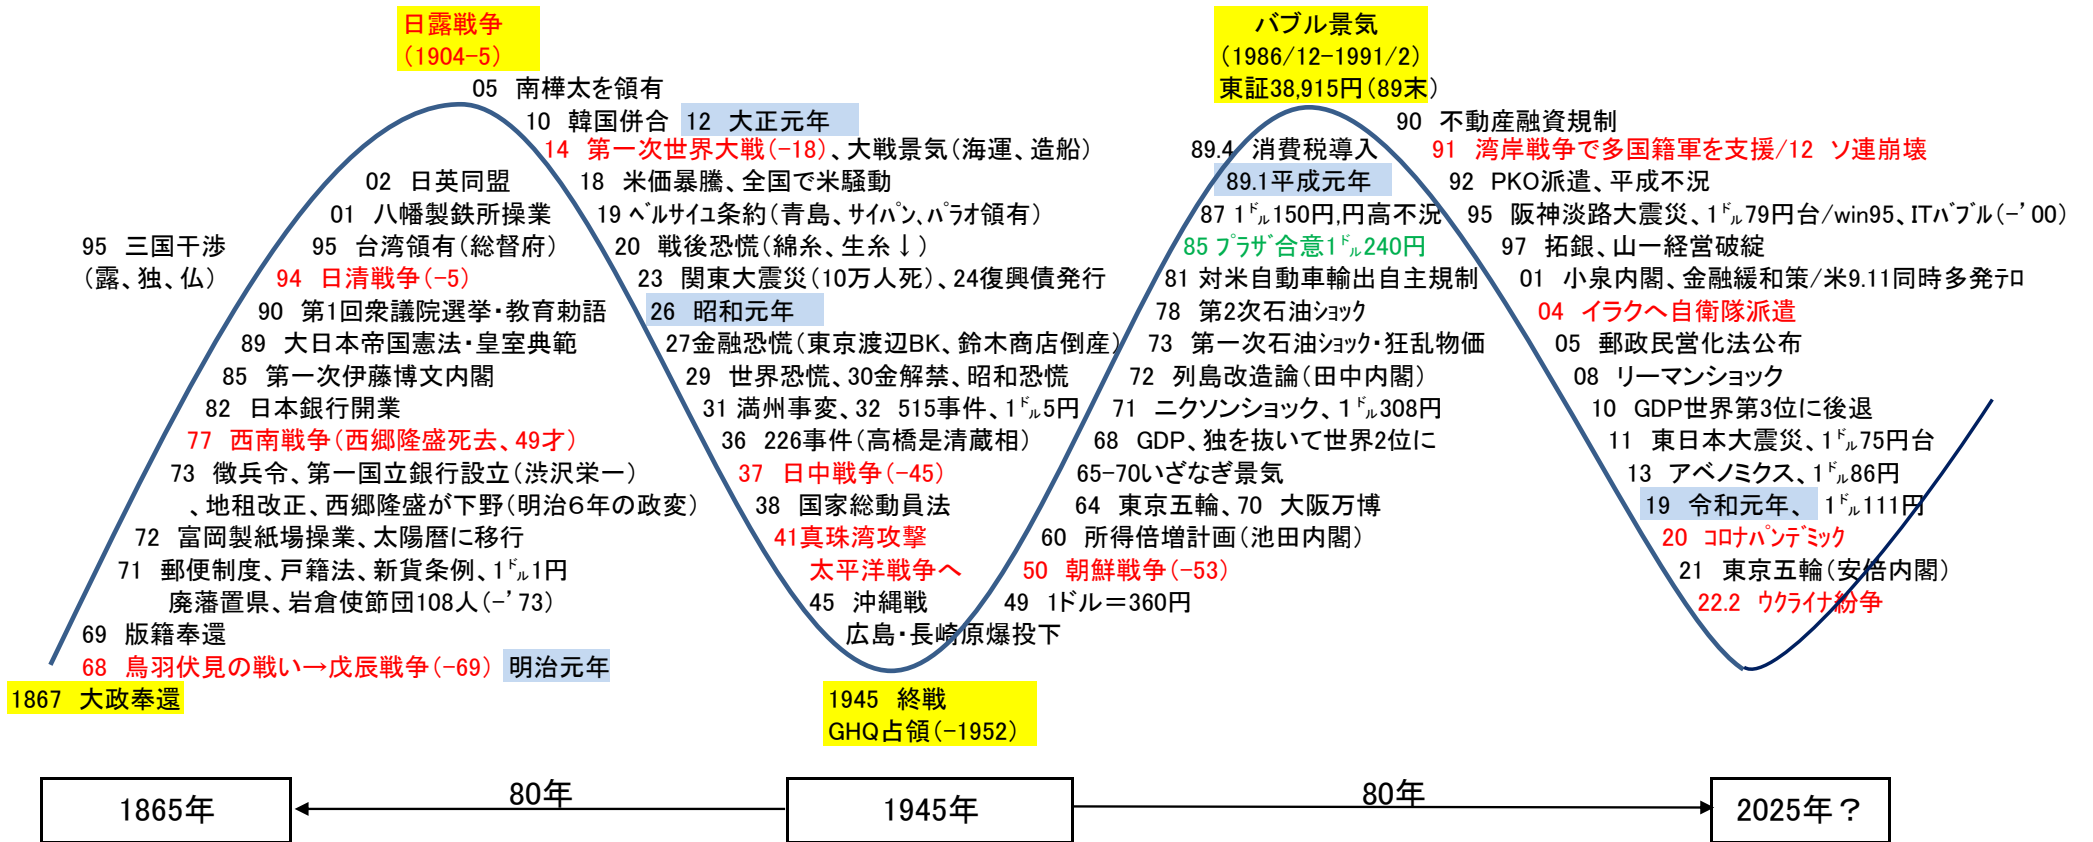 日露戦争
(1904-5)
05 南樺太を領有
10 韓国併合 12 大正元年
14 第一次世界大戦(-18)、大戦景気(海運、造船)
02 日英同盟
18 米価暴騰、全国で米騒動
01 八幡製鉄所操業
19 ﾍﾞﾙサイユ条約(青島、サイパン、パラオ領有)
95 三国干渉
(露、独、仏)
95 台湾領有(総督府)
20 戦後恐慌(綿糸、生糸↓)
94 日清戦争(-5)
23 関東大震災(10万人死)、24復興債発行
90 第1回衆議院選挙・教育勅語
26 昭和元年
89 大日本帝国憲法・皇室典範
27金融恐慌(東京渡辺BK、鈴木商店倒産)
85 第一次伊藤博文内閣
29 世界恐慌、30金解禁、昭和恐慌
82 日本銀行開業
31 満州事変、32 515事件、1㌦5円
77 西南戦争(西郷隆盛死去、49才)
36 226事件(高橋是清蔵相)
73 徴兵令、第一国立銀行設立(渋沢栄一)
、地租改正、西郷隆盛が下野(明治6年の政変)
37 日中戦争(-45)
38 国家総動員法
72 富岡製紙場操業、太陽暦に移行
41真珠湾攻撃
太平洋戦争へ
71 郵便制度、戸籍法、新貨条例、1㌦1円
廃藩置県、岩倉使節団108人(-'73)
45 沖縄戦
広島・長崎原爆投下
69 版籍奉還
68 鳥羽伏見の戦い→戊辰戦争(-69) 明治元年
1867 大政奉還
1945 終戦
GHQ占領(-1952)
バブル景気
(1986/12-1991/2)
東証38,915円(89末)
89.4 消費税導入
89.1平成元年
87 1㌦150円,円高不況
85 ﾌﾟﾗｻﾞ合意1㌦240円
81 対米自動車輸出自主規制
78 第2次石油ｼｮｯｸ
73 第一次石油ｼｮｯｸ・狂乱物価
72 列島改造論(田中内閣)
71 ニクソンショック、1㌦308円
68 GDP、独を抜いて世界2位に
65-70いざなぎ景気
64 東京五輪、70 大阪万博
60 所得倍増計画(池田内閣)
50 朝鮮戦争(-53)
49 1ドル=360円
90 不動産融資規制
91 湾岸戦争で多国籍軍を支援/12 ソ連崩壊
92 PKO派遣、平成不況
95 阪神淡路大震災、1㌦79円台/win95、ITﾊﾞﾌﾞﾙ(-'00)
97 拓銀、山一経営破綻
01 小泉内閣、金融緩和策/米9.11同時多発ﾃﾛ
04 イラクへ自衛隊派遣
05 郵政民営化法公布
08 リーマンショック
10 GDP世界第3位に後退
11 東日本大震災、1㌦75円台
13 アベノミクス、1㌦86円
19 令和元年、 1㌦111円
20 ｺﾛﾅﾊﾟﾝﾃﾞﾐｯｸ
21 東京五輪(安倍内閣)
22.2 ｳｸﾗｲﾅ紛争
1865年
80年
1945年
80年
2025年?